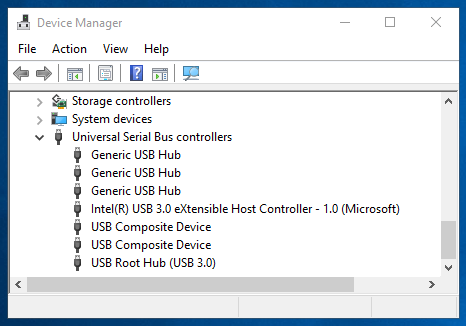 Device Manager
File Action View Help
Storage controllers
System devices
Universal Serial Bus controllers
Generic USB Hub
Generic USB Hub
Generic USB Hub
Intel(R) USB 3.0 eXtensible Host Controller - 1.0 (Microsoft)
USB Composite Device
USB Composite Device
USB Root Hub (USB 3.0)